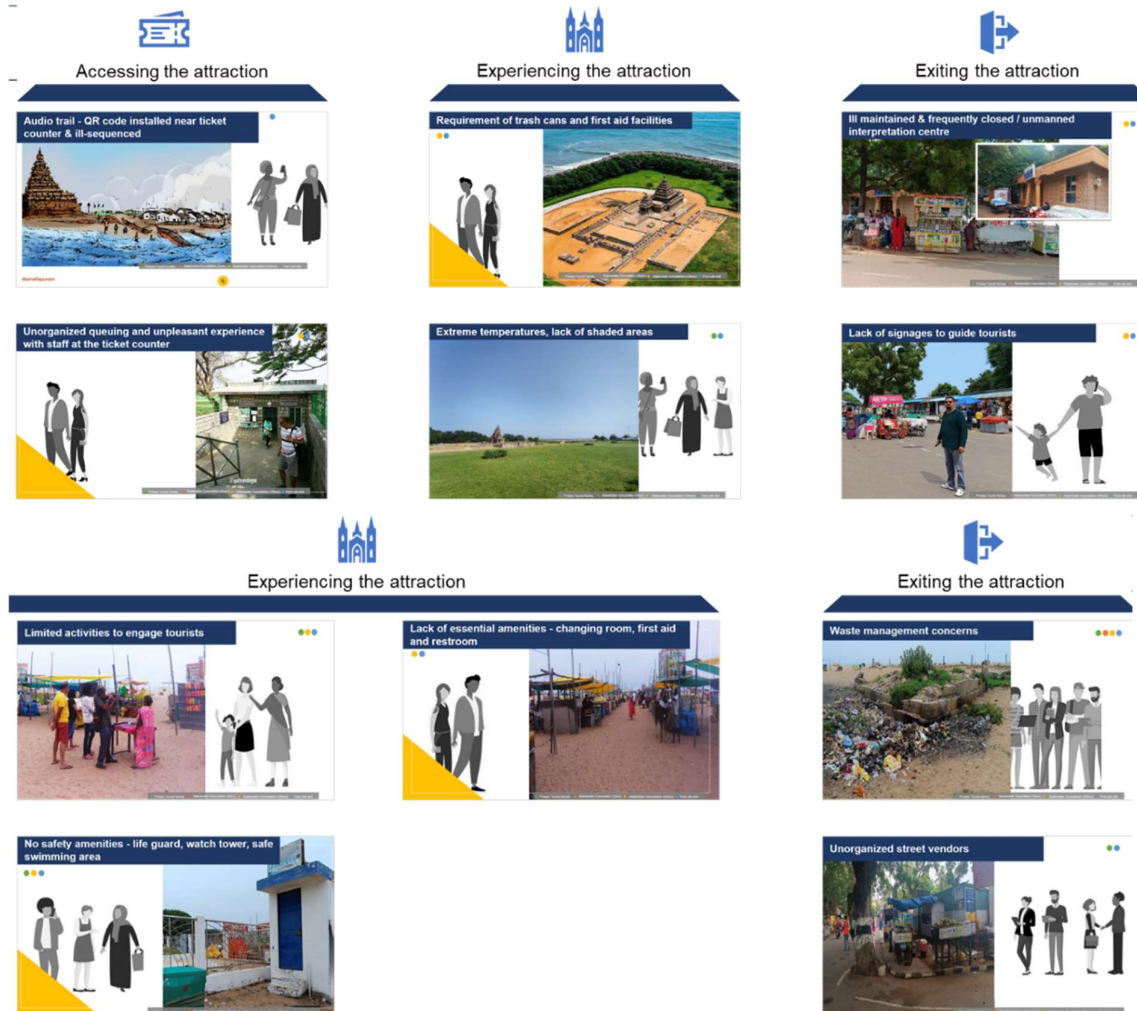 Accessing the attraction
Experiencing the attraction
Exiting the attraction
Audio trail - QR code installed near ticket
counter & ill-sequenced
Requirement of trash cans and first aid facilities
Ill maintained & frequently closed / unmanned
interpretation centre
Unorganized queuing and unpleasant experience
with staff at the ticket counter
Extreme temperatures, lack of shaded areas
Lack of signages to guide tourists
Experiencing the attraction
Exiting the attraction
Limited activities to engage tourists
Lack of essential amenities - changing room, first aid
and restroom
Waste management concerns
No safety amenities - life guard, watch tower, safe
swimming area
Unorganized street vendors